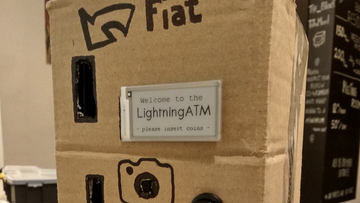 Fiat
Welcome to the
LightningATM
- please insert coins -